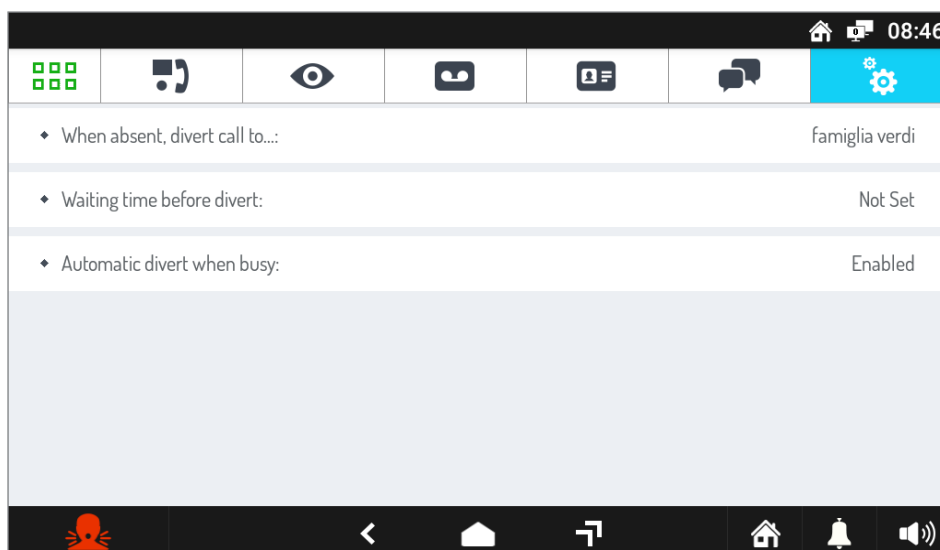 08:46
When absent, divert call to...: famiglia verdi
Waiting time before divert: Not Set
Automatic divert when busy: Enabled